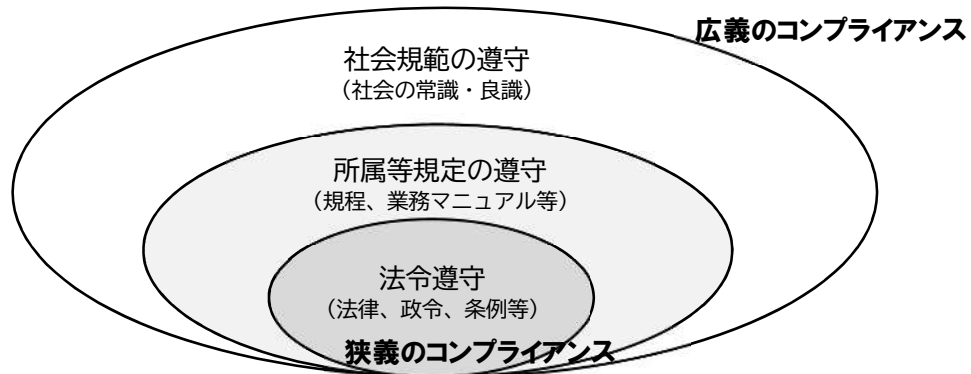 広義のコンプライアンス
社会規範の遵守
（社会の常識・良識）
所属等規定の遵守
（規程、業務マニュアル等）
法令遵守
（法律、政令、条例等）
狭義のコンプライアンス